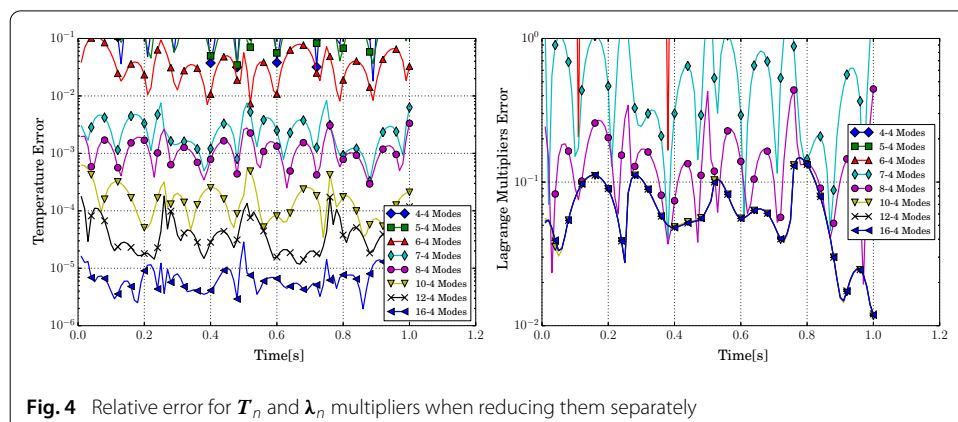 Temperature Error
10⁻¹
10⁻²
10⁻³
10⁻⁴
10⁻⁵
10⁻⁶
0.0 0.2 0.4 0.6 0.8 1.0 1.2
Time[s]
4-4 Modes
5-4 Modes
6-4 Modes
7-4 Modes
8-4 Modes
10-4 Modes
12-4 Modes
16-4 Modes
Lagrange Multipliers Error
10⁰
10⁻¹
10⁻²
0.0 0.2 0.4 0.6 0.8 1.0 1.2
Time[s]
4-4 Modes
5-4 Modes
6-4 Modes
7-4 Modes
8-4 Modes
10-4 Modes
12-4 Modes
16-4 Modes
Fig. 4 Relative error for Tₙ and λₙ multipliers when reducing them separately